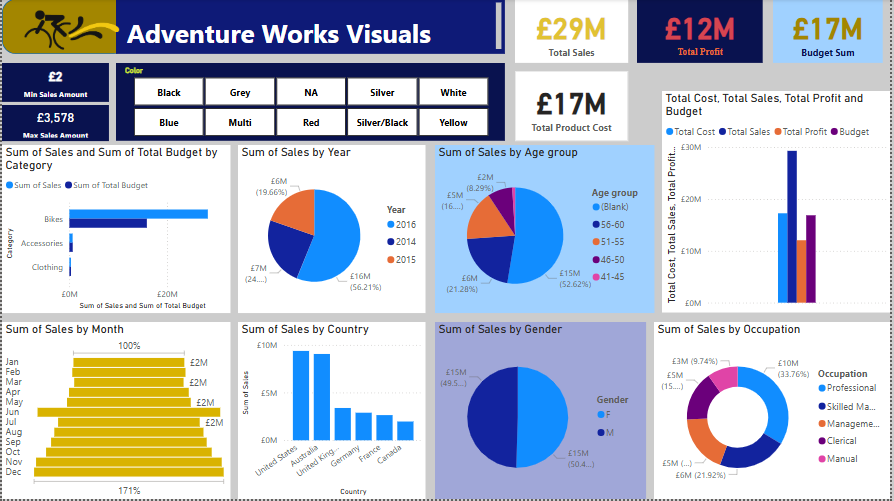 Adventure Works Visuals
£29M
Total Sales
£12M
Total Profit
£17M
Budget Sum
£2
Min Sales Amount
£3,578
Max Sales Amount
Color
Black
Grey
NA
Silver
White
Blue
Multi
Red
Silver/Black
Yellow
£17M
Total Product Cost
Total Cost, Total Sales, Total Profit and
Budget
Total Cost
Total Sales
Total Profit
Budget
£30M
£20M
£10M
£0M
Total Cost, Total Sales, Total Profit...
Sum of Sales and Sum of Total Budget by
Category
Sum of Sales
Sum of Total Budget
Category
Bikes
Accessories
Clothing
£0M
£20M
Sum of Sales and Sum of Total Budget
Sum of Sales by Year
£6M
(19.66%)
£7M
(24....)
£16M
(56.21%)
Year
2016
2014
2015
Sum of Sales by Age group
£2M
(8.29%)
£5M
(16....)
£6M
(21.28%)
£15M
(52.62%)
Age group
(Blank)
56-60
51-55
46-50
41-45
Sum of Sales by Month
100%
Jan
Feb
Mar
Apr
May
Jun
Jul
Aug
Sep
Oct
Nov
Dec
£2M
£2M
£2M
£2M
171%
Sum of Sales by Country
£10M
£5M
£0M
Sum of Sales
United States
Australia
United King...
Germany
France
Canada
Country
Sum of Sales by Gender
£15M
(49.5...)
£15M
(50.4...)
Gender
F
M
Sum of Sales by Occupation
£3M (9.74%)
£10M
(33.76%)
£5M
(15....)
£5M (...)
£6M (21.92%)
Occupation
Professional
Skilled Ma...
Manageme...
Clerical
Manual